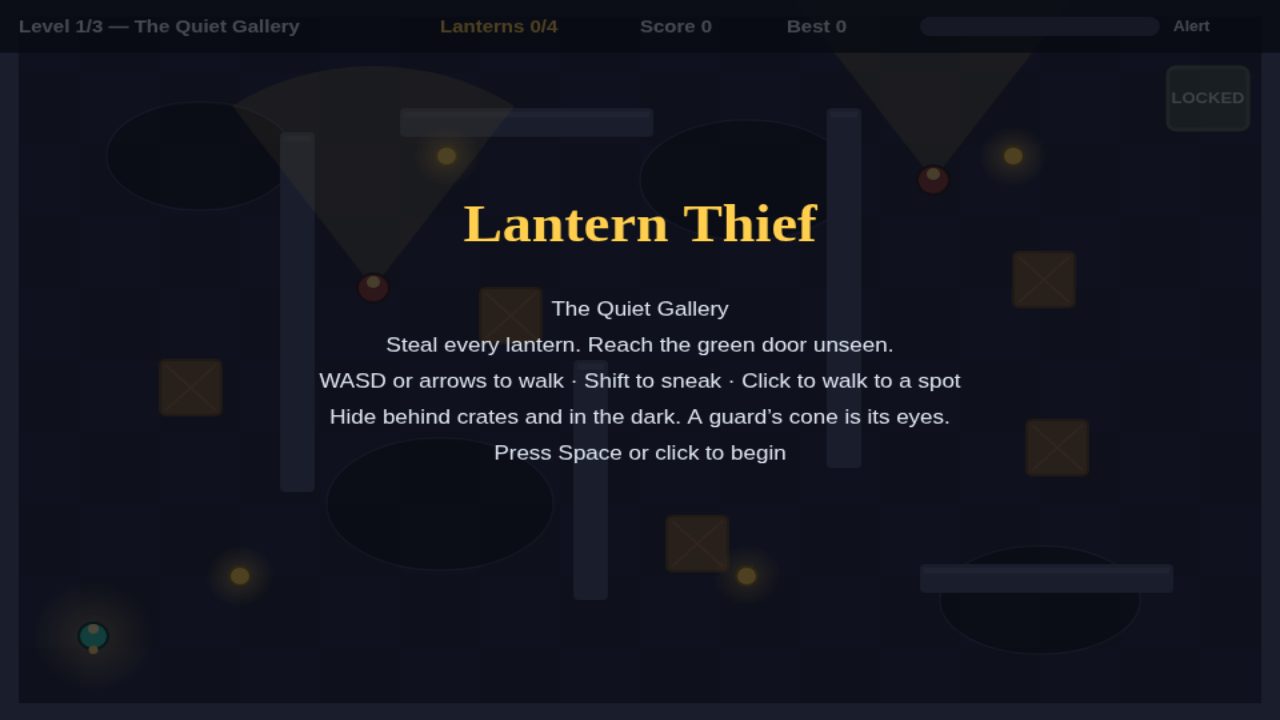 Level 1/3 — The Quiet Gallery Lanterns 0/4 Score 0 Best 0 Alert
LOCKED
Lantern Thief
The Quiet Gallery
Steal every lantern. Reach the green door unseen.
WASD or arrows to walk · Shift to sneak · Click to walk to a spot
Hide behind crates and in the dark. A guard’s cone is its eyes.
Press Space or click to begin